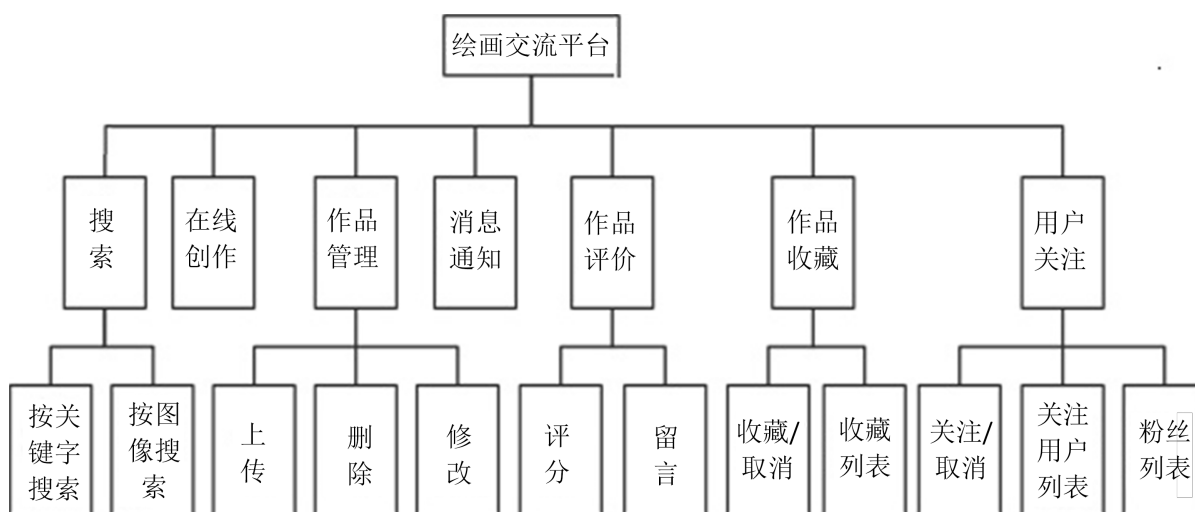 绘画交流平台
搜
索
在线
创作
作品
管理
消息
通知
作品
评价
作品
收藏
用户
关注
按关
键字
搜索
按图
像搜
索
上
传
删
除
修
改
评
分
留
言
收藏/
取消
收藏
列表
关注/
取消
关注
用户
列表
粉丝
列表